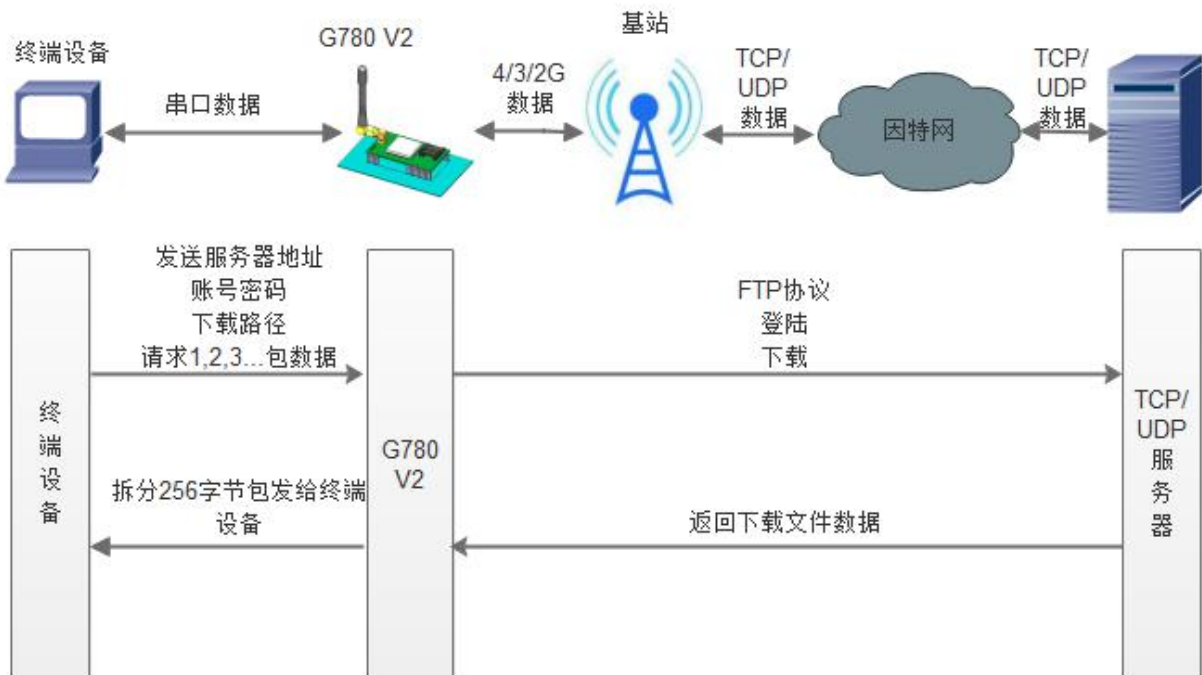 终端设备
串口数据
G780 V2
4/3/2G
数据
基站
TCP/
UDP
数据
因特网
TCP/
UDP
数据
发送服务器地址
账号密码
下载路径
请求1,2,3...包数据
FTP协议
登陆
下载
终
端
设
备
G780
V2
TCP/
UDP
服
务
器
拆分256字节包发给终端
设备
返回下载文件数据